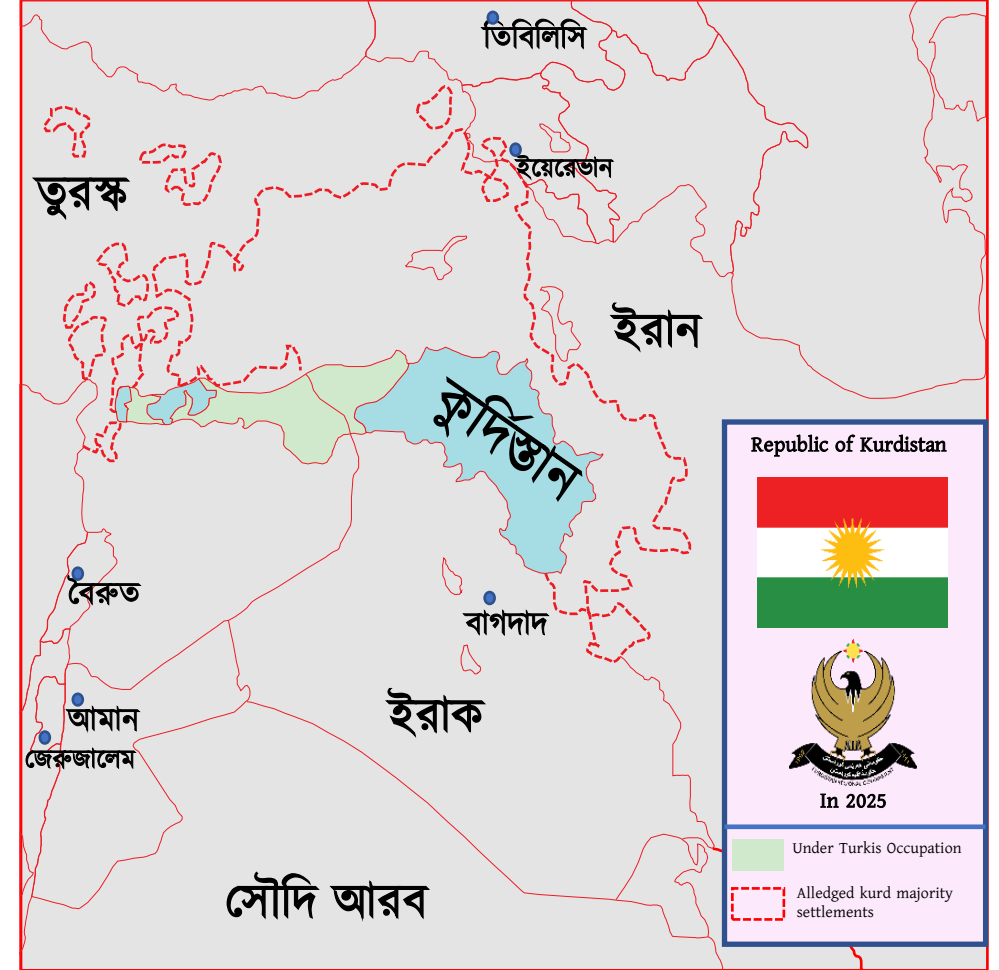 তিবিলিসি
ইয়েরেভান
তুরস্ক
ইরান
কুর্দিস্তান
বৈরুত
বাগদাদ
আমান
জেরুজালেম
ইরাক
সৌদি আরব
Republic of Kurdistan
In 2025
Under Turkis Occupation
Alledged kurd majority
settlements